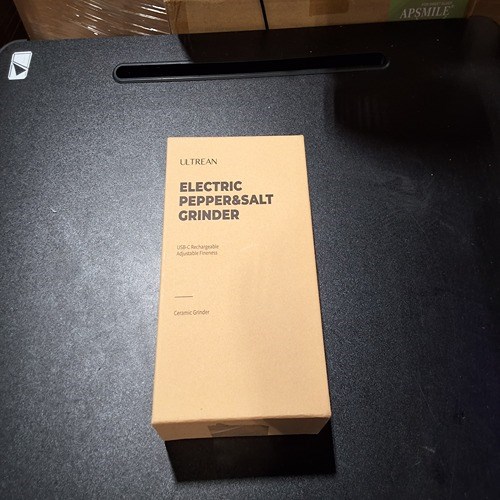 APSMILE
ULTREAN
ELECTRIC
PEPPER&SALT
GRINDER
USB-C Rechargeable
Adjustable Fineness
Ceramic Grinder